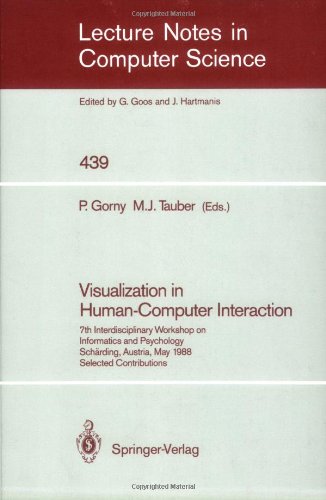 Lecture Notes in
Computer Science
Edited by G. Goos and J. Hartmanis
439
P. Gorny M.J. Tauber (Eds.)
Visualization in
Human-Computer Interaction
7th Interdisciplinary Workshop on
Informatics and Psychology
Schärding, Austria, May 1988
Selected Contributions
Springer-Verlag